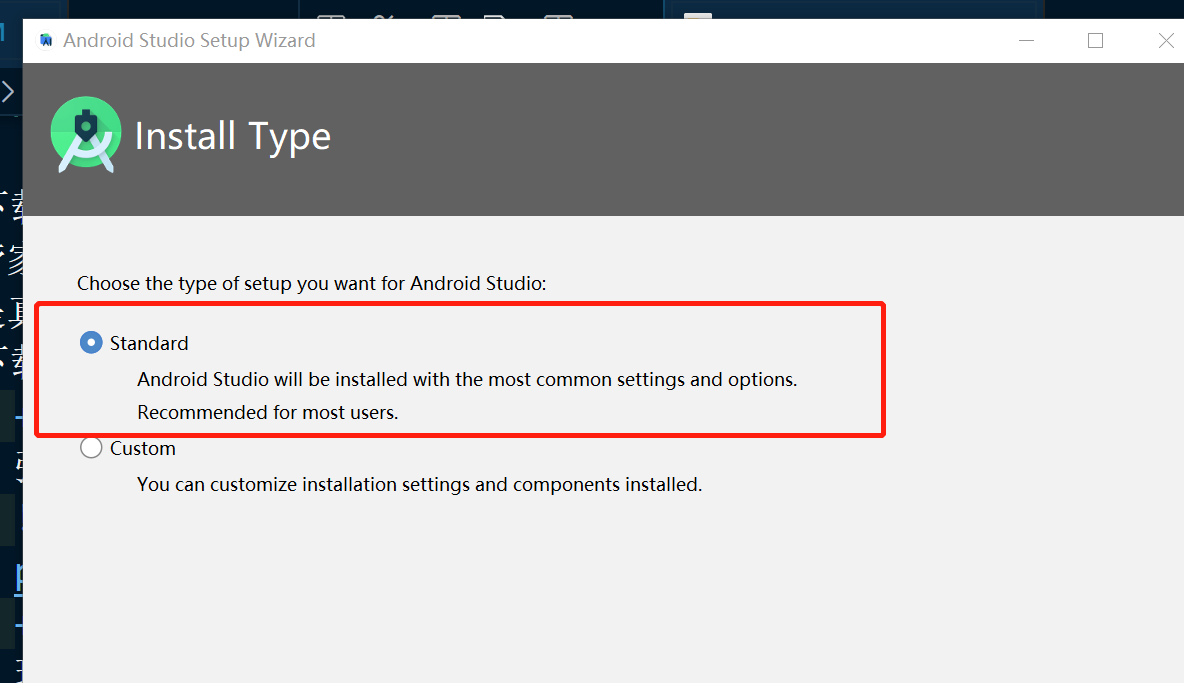 Android Studio Setup Wizard
Install Type
Choose the type of setup you want for Android Studio:
Standard
Android Studio will be installed with the most common settings and options.
Recommended for most users.
Custom
You can customize installation settings and components installed.